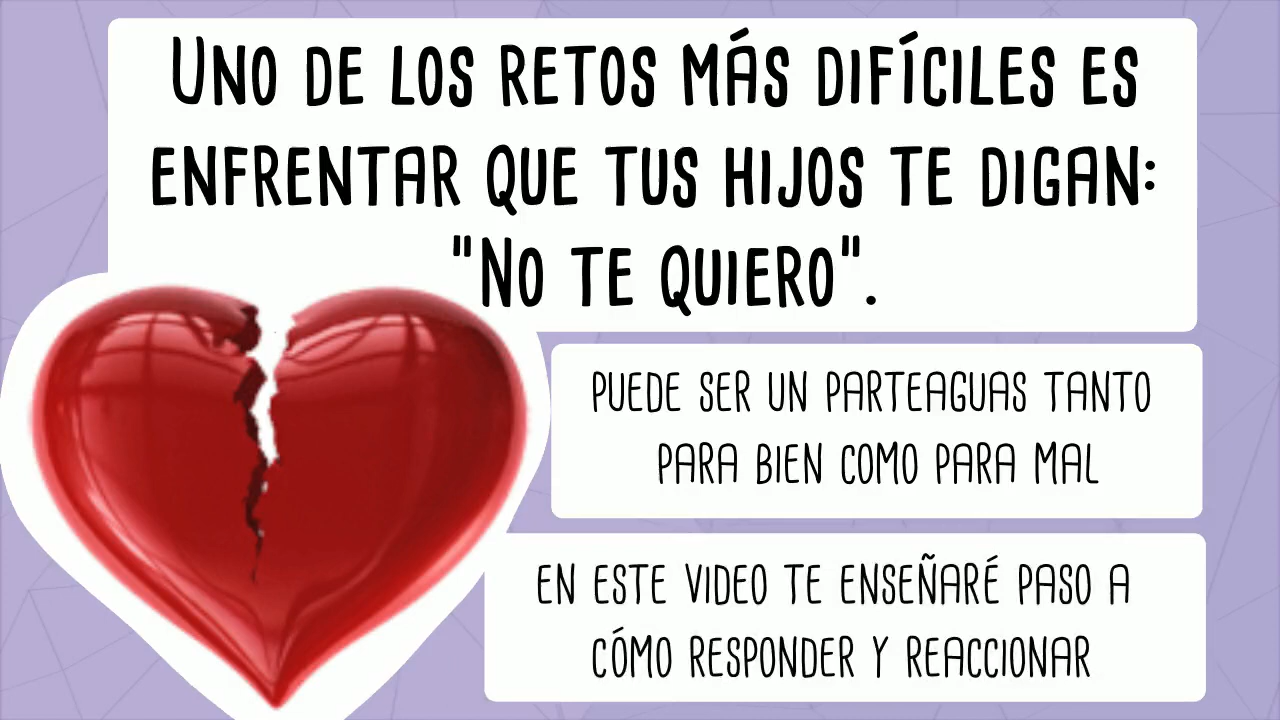 Uno de los retos más difíciles es
enfrentar que tus hijos te digan:
"No te quiero".
puede ser un parteaguas tanto
para bien como para mal
en este video te enseñaré paso a
cómo responder y reaccionar